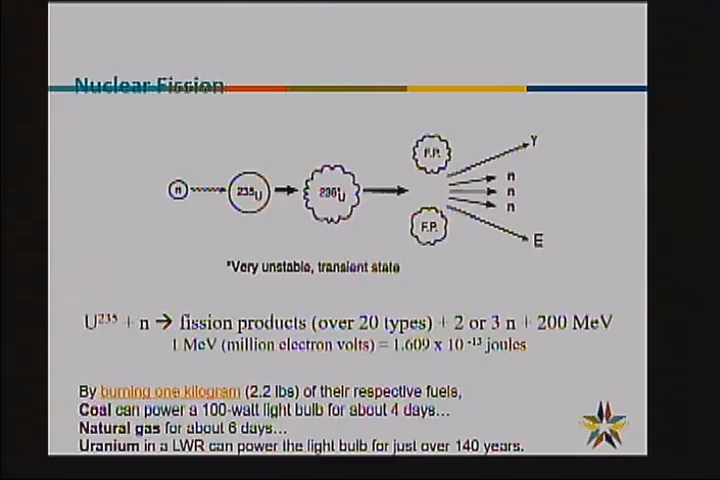 Nuclear Fission
n
235U
236*U
F.P.
F.P.
γ
n
n
n
E
*Very unstable, transient state
U235 + n → fission products (over 20 types) + 2 or 3 n + 200 MeV
1 MeV (million electron volts) = 1.609 x 10 -13 joules
By burning one kilogram (2.2 lbs) of their respective fuels,
Coal can power a 100-watt light bulb for about 4 days…
Natural gas for about 6 days…
Uranium in a LWR can power the light bulb for just over 140 years.